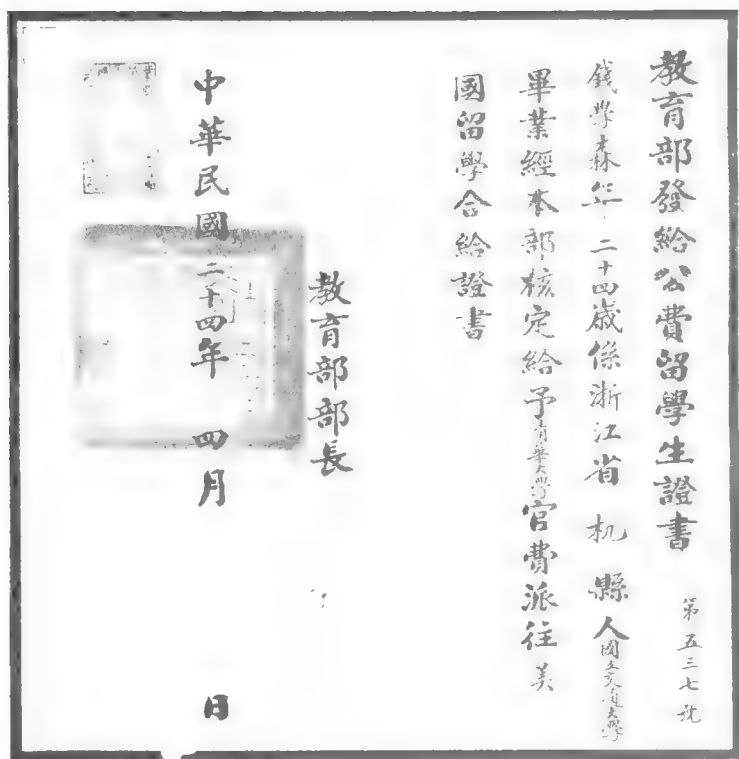 教育部發給公費留學生證書
第五三七號
錢學森年二十四歲係浙江省杭縣人國立交通大學
畢業經本部核定給予清華大學官費派往美
國留學合給證書
教育部部長
中華民國二十四年 四月 日